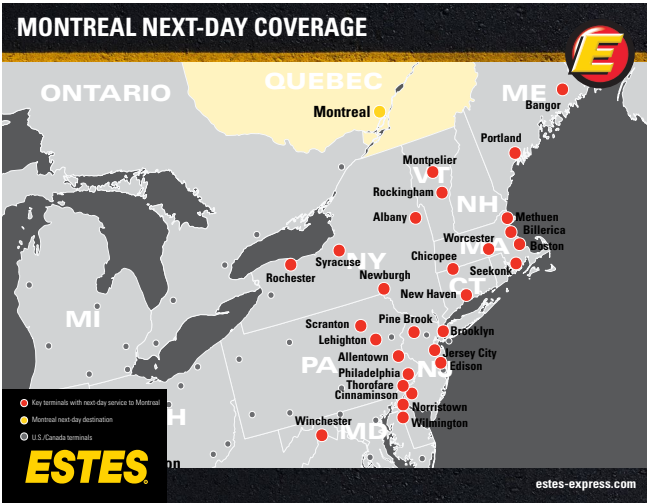 MONTREAL NEXT-DAY COVERAGE
E
ONTARIO
QUEBEC
ME
Montreal
Bangor
Portland
Montpelier
VT
Rockingham
NH
Albany
Methuen
Billerica
Worcester
MA
Boston
Syracuse
NY
Chicopee
Seekonk
Rochester
Newburgh
CT
New Haven
MI
Scranton
Pine Brook
Brooklyn
Lehighton
Allentown
Jersey City
PA
Edison
NJ
Philadelphia
Thorofare
Cinnaminson
Norristown
H
Winchester
MD
Wilmington
Key terminals with next-day service to Montreal
Montreal next-day destination
U.S./Canada terminals
ESTES
on
estes-express.com